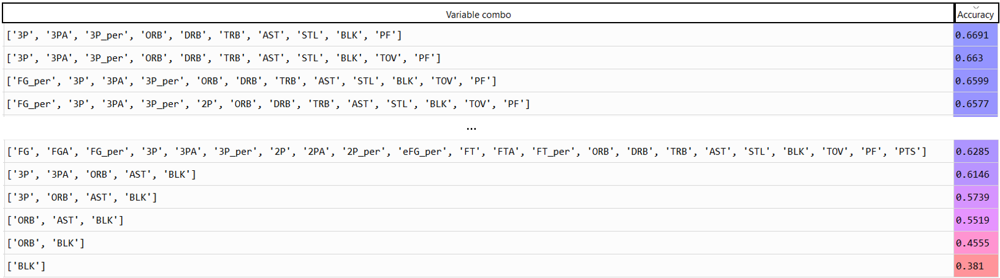 Variable combo Accuracy
['3P', '3PA', '3P_per', 'ORB', 'DRB', 'TRB', 'AST', 'STL', 'BLK', 'PF'] 0.6691
['3P', '3PA', '3P_per', 'ORB', 'DRB', 'TRB', 'AST', 'STL', 'BLK', 'TOV', 'PF'] 0.663
['FG_per', '3P', '3PA', '3P_per', 'ORB', 'DRB', 'TRB', 'AST', 'STL', 'BLK', 'TOV', 'PF'] 0.6599
['FG_per', '3P', '3PA', '3P_per', '2P', 'ORB', 'DRB', 'TRB', 'AST', 'STL', 'BLK', 'TOV', 'PF'] 0.6577
...
['FG', 'FGA', 'FG_per', '3P', '3PA', '3P_per', '2P', '2PA', '2P_per', 'eFG_per', 'FT', 'FTA', 'FT_per', 'ORB', 'DRB', 'TRB', 'AST', 'STL', 'BLK', 'TOV', 'PF', 'PTS'] 0.6285
['3P', '3PA', 'ORB', 'AST', 'BLK'] 0.6146
['3P', 'ORB', 'AST', 'BLK'] 0.5739
['ORB', 'AST', 'BLK'] 0.5519
['ORB', 'BLK'] 0.4555
['BLK'] 0.381